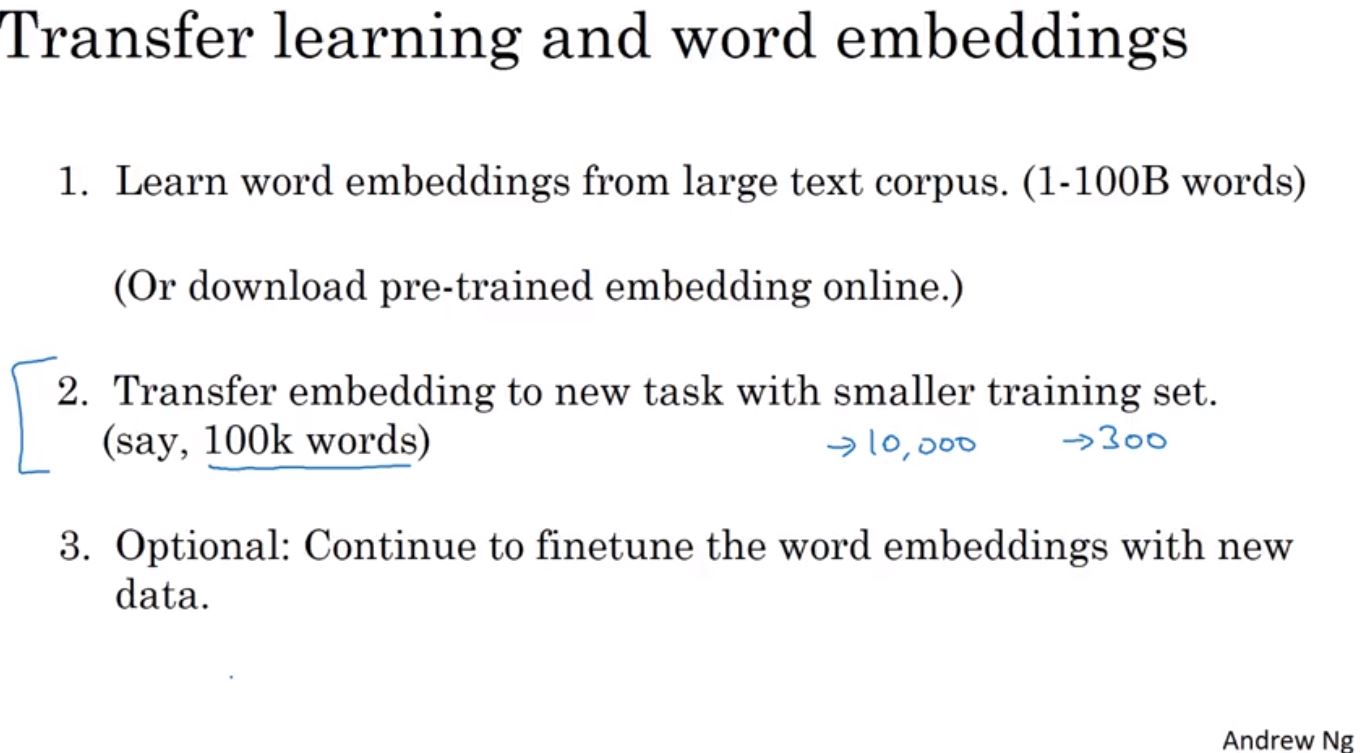 Transfer learning and word embeddings
1. Learn word embeddings from large text corpus. (1-100B words)
(Or download pre-trained embedding online.)
2. Transfer embedding to new task with smaller training set.
(say, 100k words) →10,000 →300
3. Optional: Continue to finetune the word embeddings with new
data.
Andrew Ng